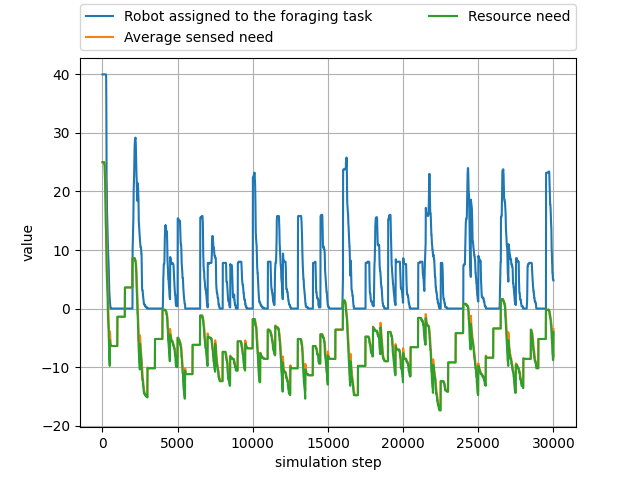 Robot assigned to the foraging task
Average sensed need
Resource need
40
30
20
10
0
−10
−20
value
0 5000 10000 15000 20000 25000 30000
simulation step